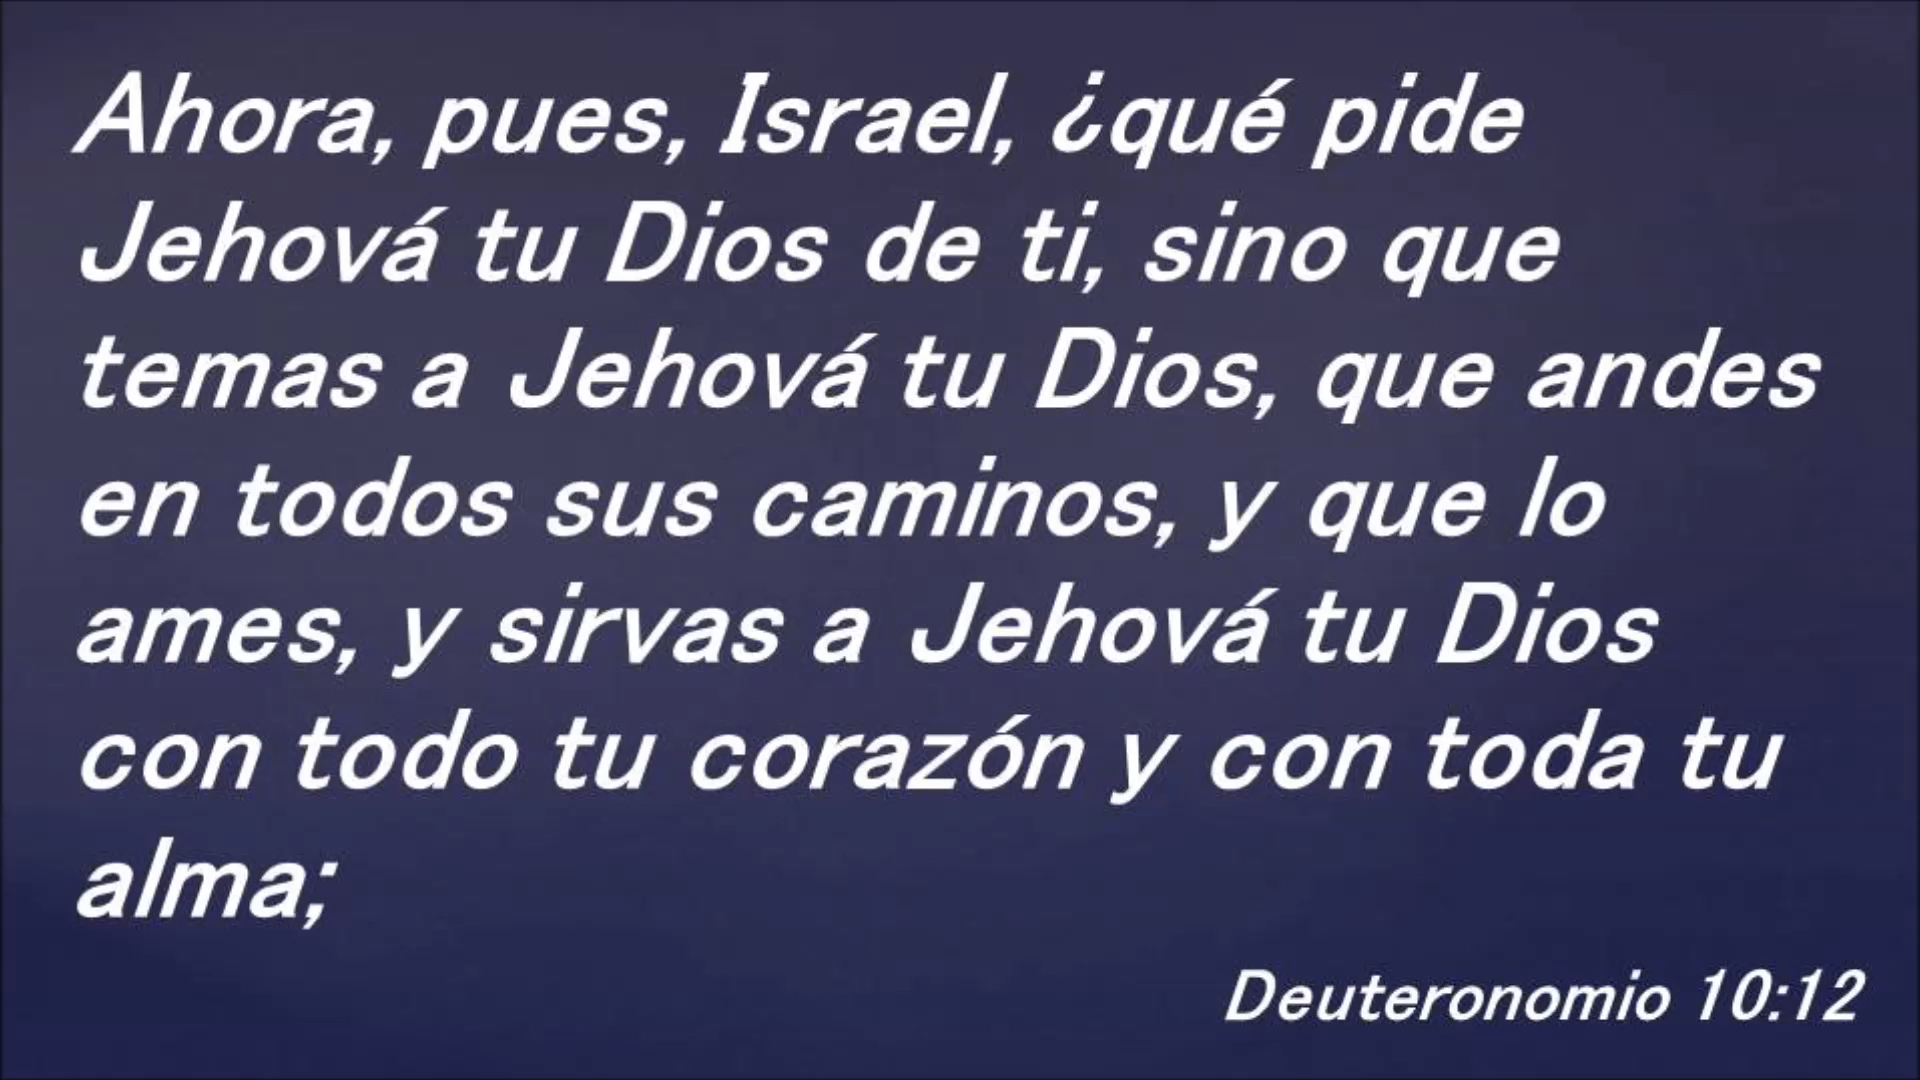 Ahora, pues, Israel, ¿qué pide
Jehová tu Dios de ti, sino que
temas a Jehová tu Dios, que andes
en todos sus caminos, y que lo
ames, y sirvas a Jehová tu Dios
con todo tu corazón y con toda tu
alma;
Deuteronomio 10:12